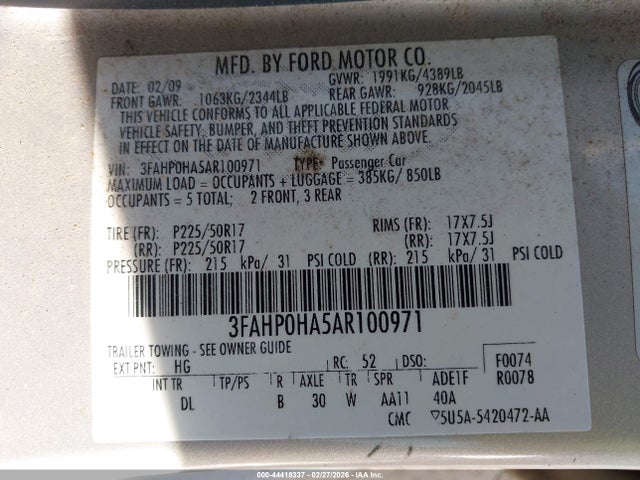 MFD. BY FORD MOTOR CO.
DATE: 02/09 GVWR: 1991KG/4389LB
FRONT GAWR: 1063KG/2344LB REAR GAWR: 928KG/2045LB
THIS VEHICLE CONFORMS TO ALL APPLICABLE FEDERAL MOTOR
VEHICLE SAFETY, BUMPER, AND THEFT PREVENTION STANDARDS
IN EFFECT ON THE DATE OF MANUFACTURE SHOWN ABOVE.
VIN: 3FAHP0HA5AR100971 TYPE: Passenger Car
MAXIMUM LOAD = OCCUPANTS + LUGGAGE = 385KG/ 850LB
OCCUPANTS = 5 TOTAL; 2 FRONT, 3 REAR
TIRE (FR): P225/50R17 RIMS (FR): 17X7.5J
(RR): P225/50R17 (RR): 17X7.5J
PRESSURE (FR): 215 kPa/ 31 PSI COLD (RR): 215 kPa/ 31 PSI COLD
3FAHP0HA5AR100971
TRAILER TOWING - SEE OWNER GUIDE
EXT PNT: HG RC: 52 DSO: F0074
INT TR TP/PS R AXLE TR SPR ADE1F R0078
DL B 30 W AA11 40A
CMC ▽5U5A-5420472-AA
000-44418337 - 02/27/2026 - COPART/IAAI